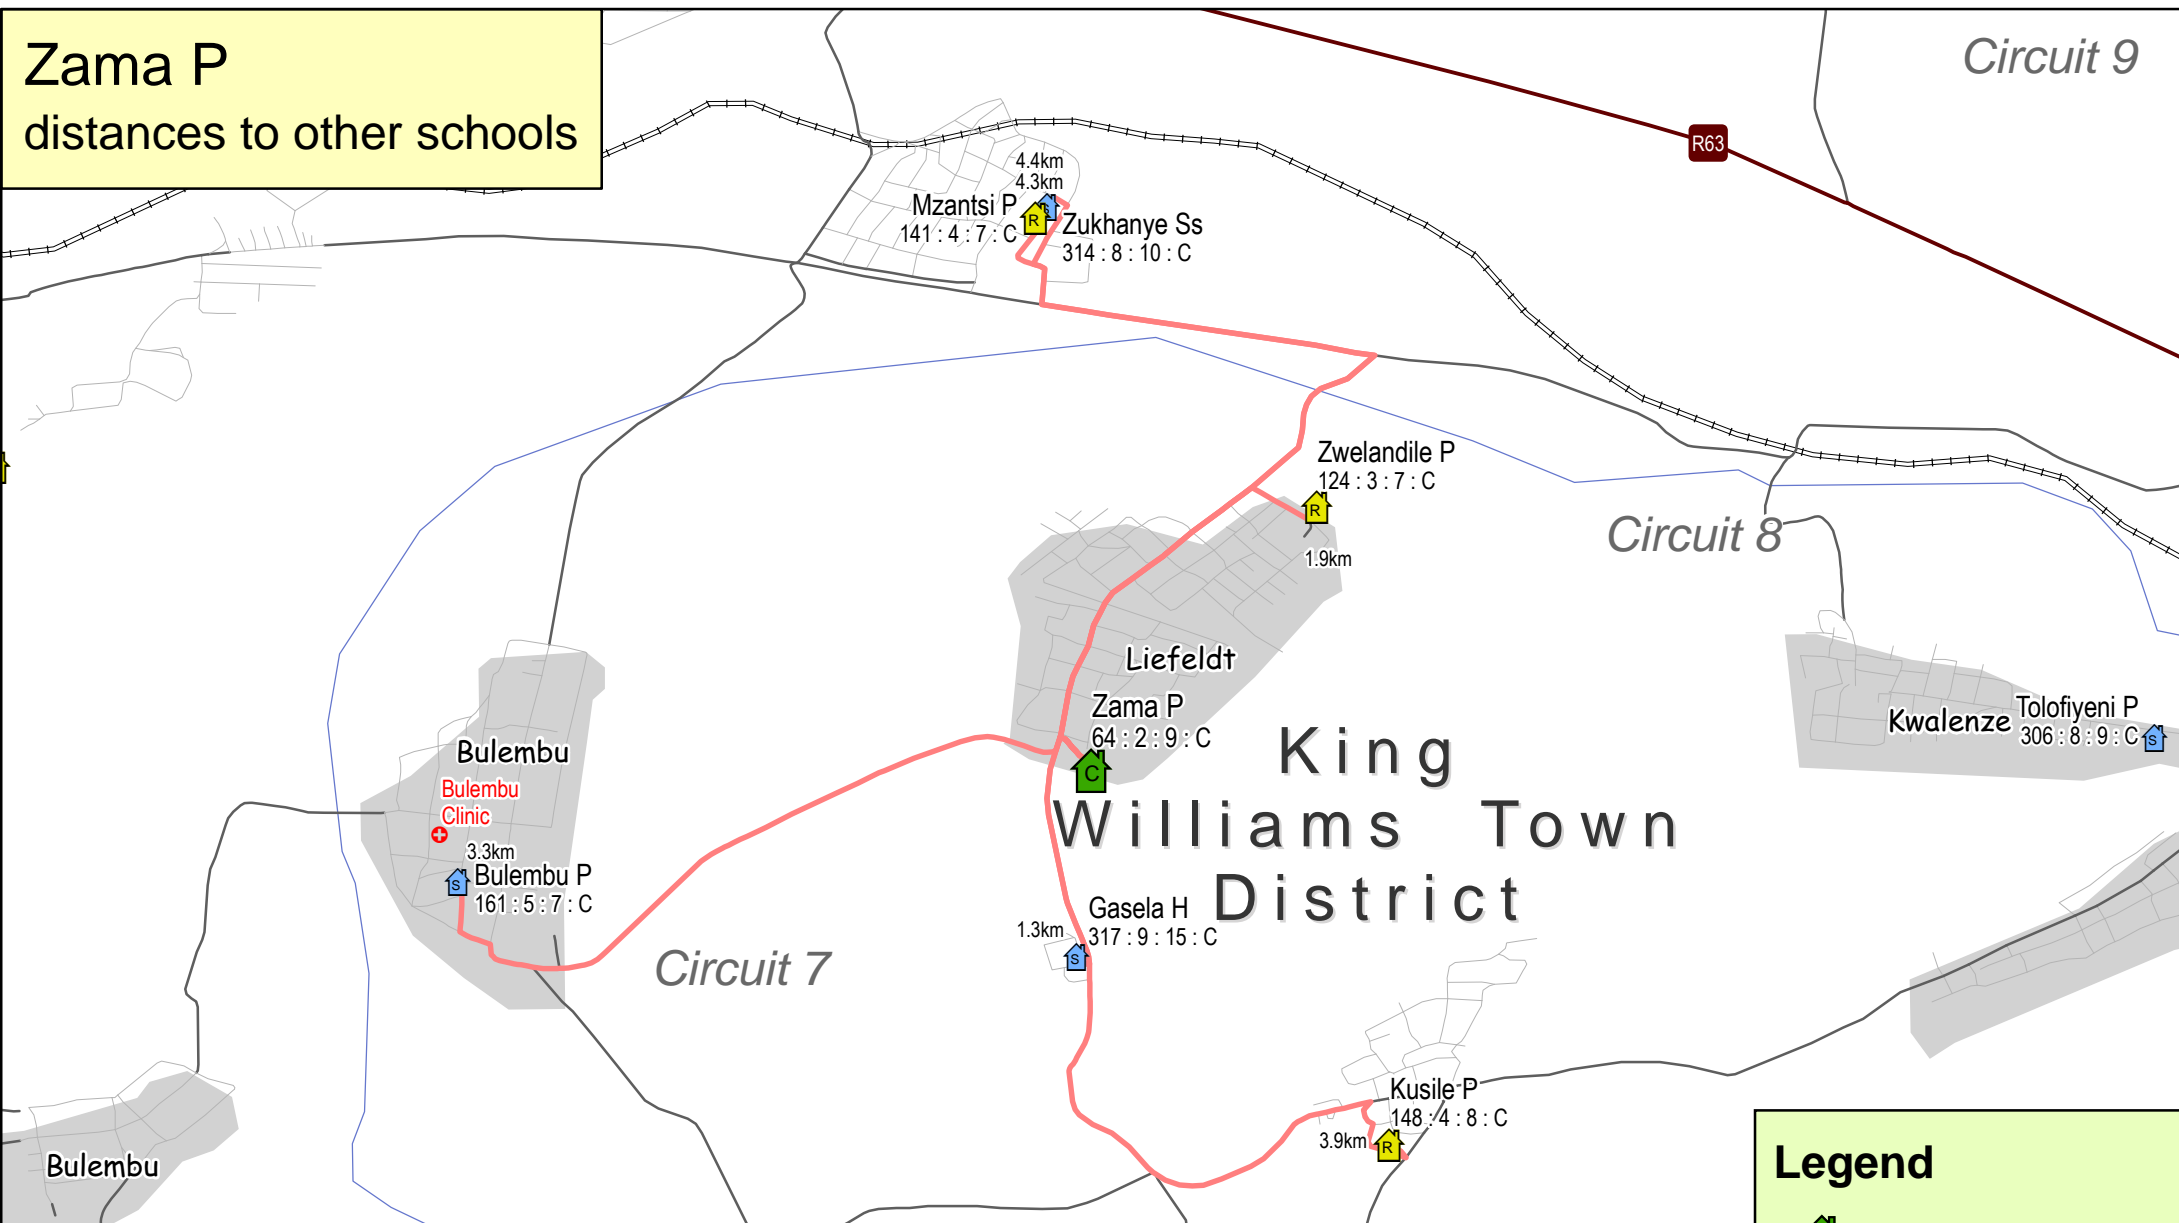 Zama P
distances to other schools
Circuit 9
R63
4.4km
4.3km
Mzantsi P
141 : 4 : 7 : C
R
Zukhanye Ss
314 : 8 : 10 : C
Zwelandile P
124 : 3 : 7 : C
R
1.9km
Circuit 8
Liefeldt
Zama P
64 : 2 : 9 : C
C
King
Williams Town
District
Kwalenze
Tolofiyeni P
306 : 8 : 9 : C
S
Bulembu
Bulembu
Clinic
3.3km
Bulembu P
161 : 5 : 7 : C
S
Circuit 7
Gasela H
317 : 9 : 15 : C
1.3km
S
Kusile P
148 : 4 : 8 : C
3.9km
R
Bulembu
Legend